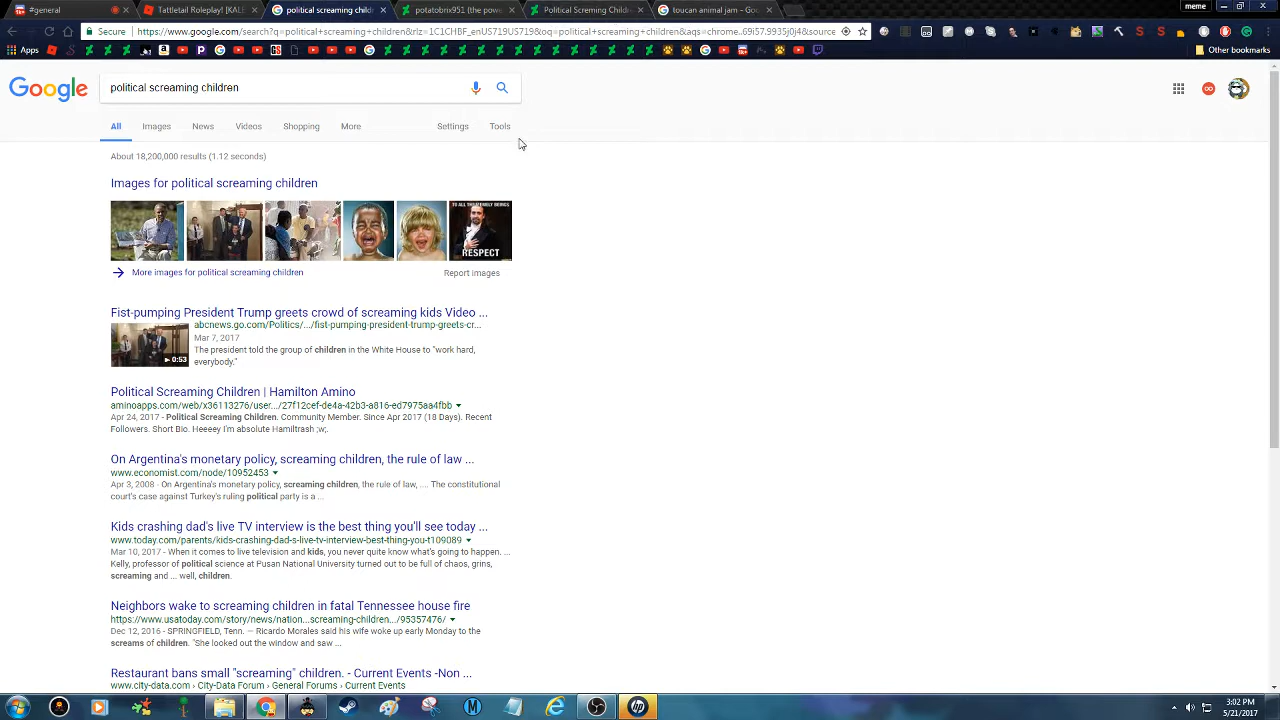 #general
Tattletail Roleplay! [KALE
political screaming childr
potatobrix951 (the pow
Political Screming Childre
toucan animal jam - Goo
meme
Secure
https://www.google.com/search?q=political+screaming+children&rlz=1C1CHBF_enUS719US719&oq=political+screaming+children&aqs=chrome..69i57.9935j0j4&source
Apps
Other bookmarks
Google
political screaming children
All
Images
News
Videos
Shopping
More
Settings
Tools
About 18,200,000 results (1.12 seconds)
Images for political screaming children
RESPECT
More images for political screaming children
Report images
Fist-pumping President Trump greets crowd of screaming kids Video ...
abcnews.go.com/Politics/.../fist-pumping-president-trump-greets-cr...
Mar 7, 2017
The president told the group of children in the White House to "work hard,
everybody."
0:53
Political Screaming Children | Hamilton Amino
aminoapps.com/web/x36113276/user.../27f12cef-de4a-42b3-a816-ed7975aa4fbb
Apr 24, 2017 - Political Screaming Children. Community Member. Since Apr 2017 (18 Days). Recent
Followers. Short Bio. Heeeey I'm absolute Hamiltrash ;w;.
On Argentina's monetary policy, screaming children, the rule of law ...
www.economist.com/node/10952453
Apr 3, 2008 - On Argentina's monetary policy, screaming children, the rule of law, .... The constitutional
court's case against Turkey's ruling political party is a ...
Kids crashing dad's live TV interview is the best thing you'll see today ...
www.today.com/parents/kids-crashing-dad-s-live-tv-interview-best-thing-you-t109089
Mar 10, 2017 - When it comes to live television and kids, you never quite know what's going to happen. ...
Kelly, professor of political science at Pusan National University turned out to be full of chaos, grins,
screaming and ... well, children.
Neighbors wake to screaming children in fatal Tennessee house fire
https://www.usatoday.com/story/news/nation...screaming-children.../95357476/
Dec 12, 2016 - SPRINGFIELD, Tenn. — Ricardo Morales said his wife woke up early Monday to the
screams of children. "She looked out the window and saw ...
Restaurant bans small "screaming" children. - Current Events -Non ...
www.city-data.com › City-Data Forum › General Forums › Current Events
3:02 PM
5/21/2017